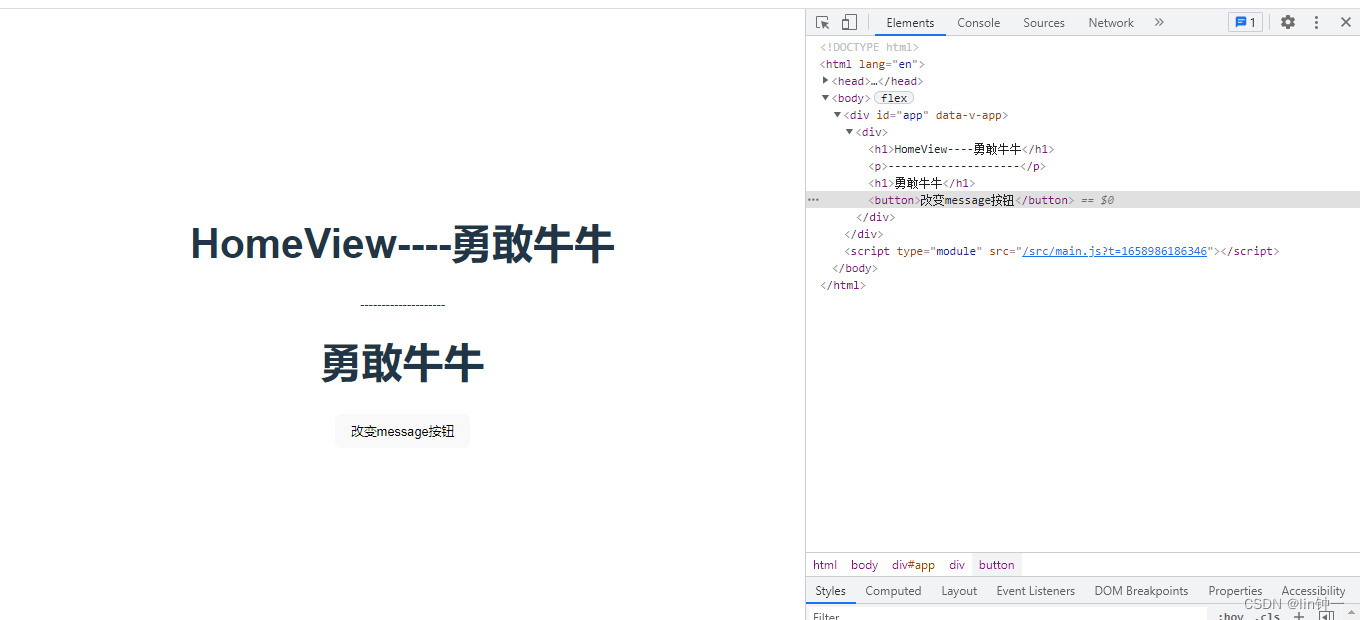 HomeView----勇敢牛牛
--------------------
勇敢牛牛
改变message按钮
Elements Console Sources Network » 1
<!DOCTYPE html>
<html lang="en">
<head>…</head>
<body> flex
<div id="app" data-v-app>
<div>
<h1>HomeView----勇敢牛牛</h1>
<p>--------------------</p>
<h1>勇敢牛牛</h1>
<button>改变message按钮</button> == $0
</div>
</div>
<script type="module" src="/src/main.js?t=1658986186346"></script>
</body>
</html>
html body div#app div button
Styles Computed Layout Event Listeners DOM Breakpoints Properties Accessibility
CSDN @lin钟一
Filter :hov .cls